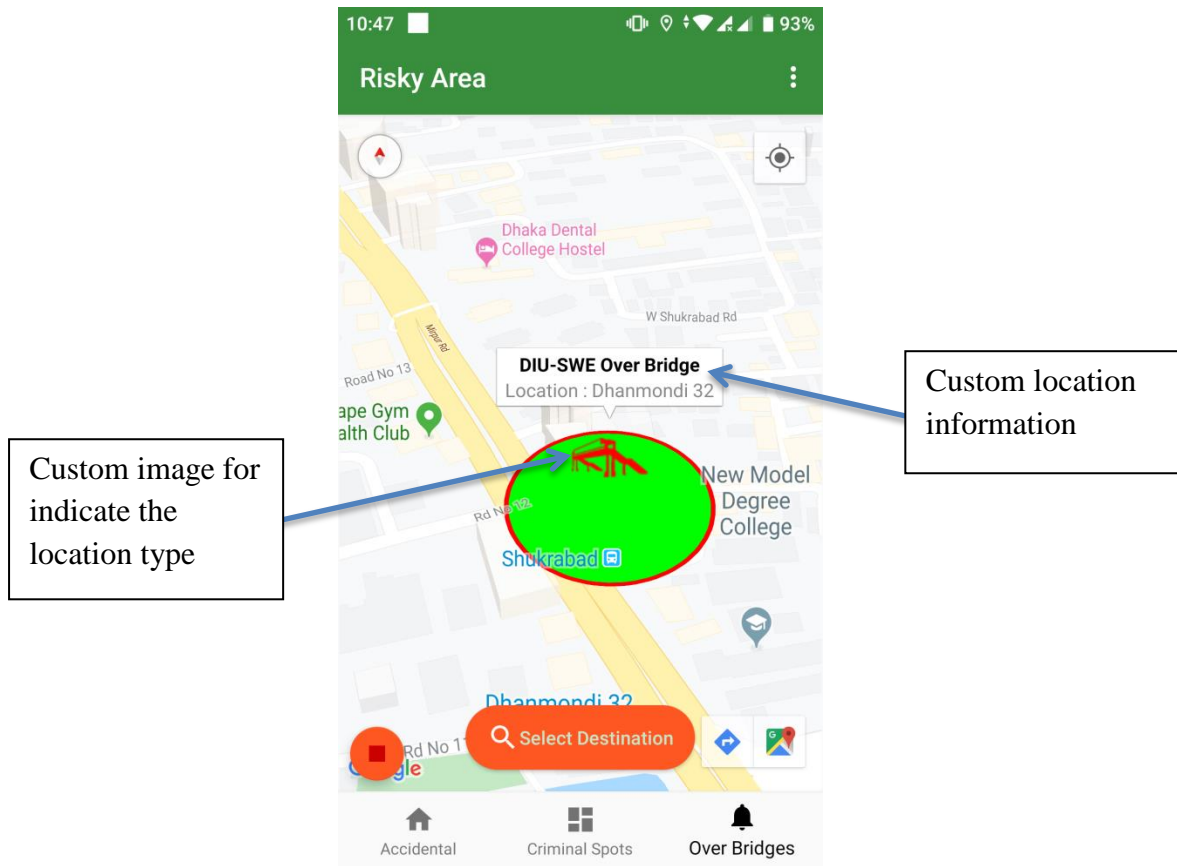 10:47
93%
Risky Area
Dhaka Dental
College Hostel
W Shukrabad Rd
Mirpur Rd
DIU-SWE Over Bridge
Location : Dhanmondi 32
Road No 13
ape Gym
alth Club
Custom location
information
Custom image for
indicate the
location type
New Model
Degree
College
Rd No 12
Shukrabad
Dhanmondi 32
Select Destination
Rd No 11
Google
Accidental
Criminal Spots
Over Bridges